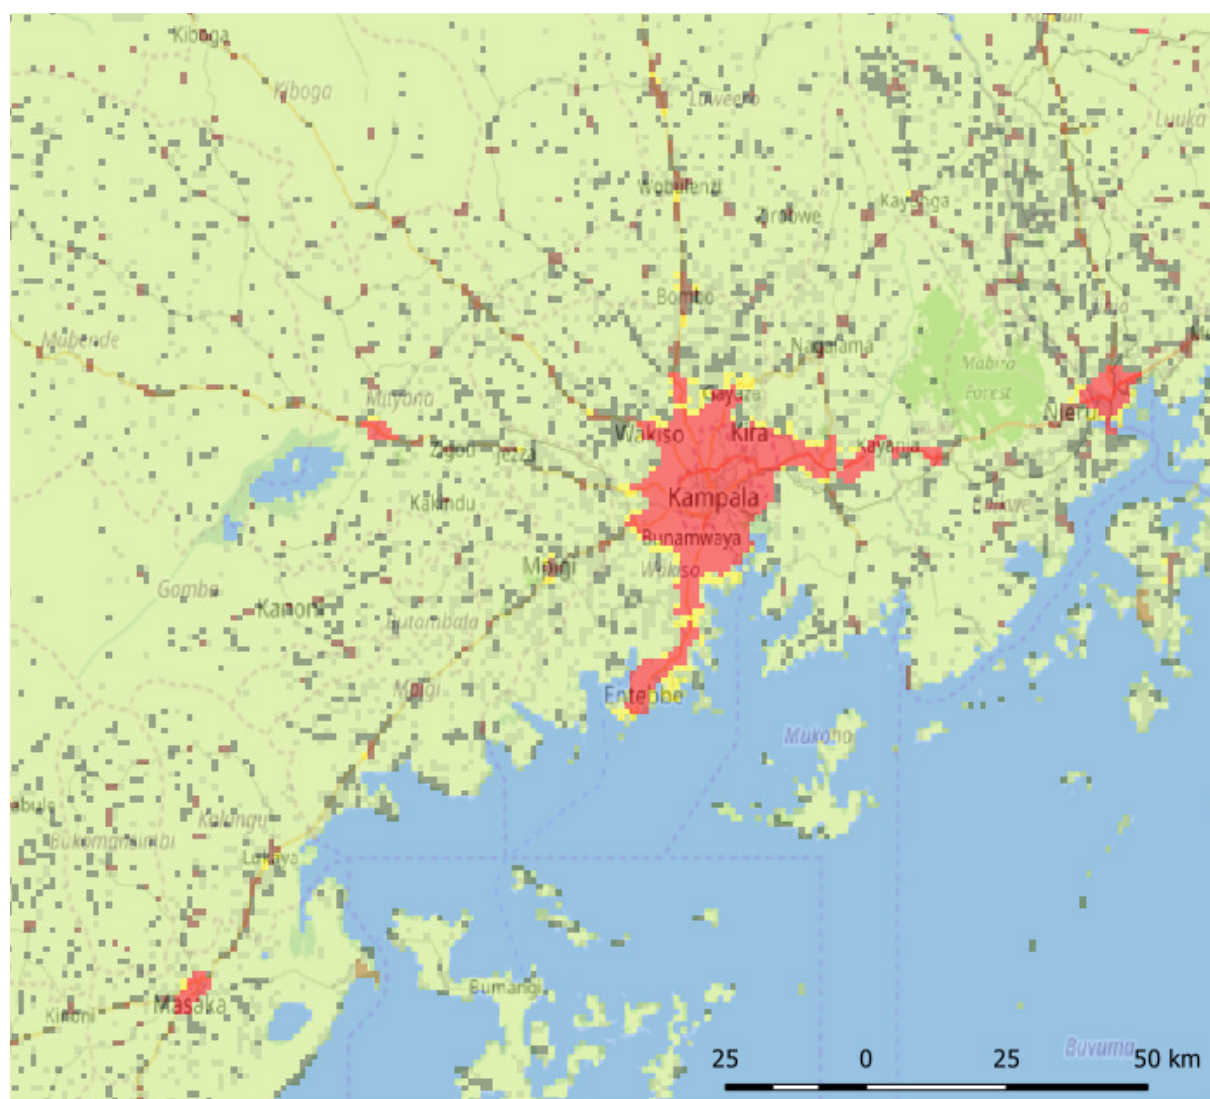 Kiboga
Kiboga
Luweero
Luuka
Wobulenzi
Zirobwe
Kayunga
Bombo
Mubende
Nagalama
Mabira
Forest
Mityana
Gayaza
Njeru
Wakiso
Kira
Zigoti
Jezza
Kayanja
Kakindu
Kampala
Buikwe
Bunamwaya
Mpigi
Wakiso
Gomba
Kanoni
Butambala
Mpigi
Entebbe
Mukono
Kalungu
Bukomansimbi
Lukaya
Bumangi
Masaka
Kinoni
Buvuma
25 0 25 50 km